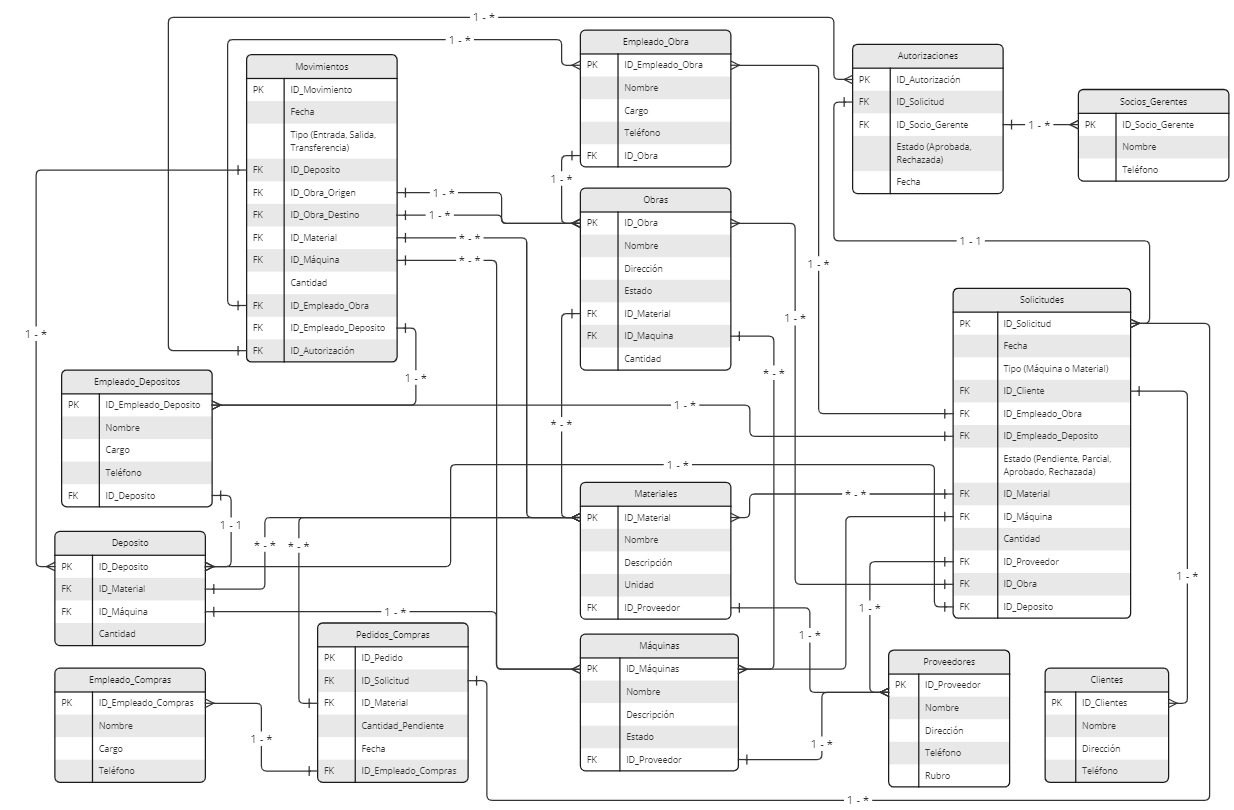 1 - *
1 - *
Movimientos
PK ID_Movimiento
Fecha
Tipo (Entrada, Salida,
Transferencia)
FK ID_Deposito
FK ID_Obra_Origen
FK ID_Obra_Destino
FK ID_Material
FK ID_Máquina
Cantidad
FK ID_Empleado_Obra
FK ID_Empleado_Deposito
FK ID_Autorización
1 - *
1 - *
* - *
* - *
1 - *
1 - *
Empleado_Obra
PK ID_Empleado_Obra
Nombre
Cargo
Teléfono
FK ID_Obra
1 - *
Obras
PK ID_Obra
Nombre
Dirección
Estado
FK ID_Material
FK ID_Maquina
Cantidad
1 - *
1 - *
* - *
* - *
Autorizaciones
PK ID_Autorización
FK ID_Solicitud
FK ID_Socio_Gerente
Estado (Aprobada,
Rechazada)
Fecha
1 - *
Socios_Gerentes
PK ID_Socio_Gerente
Nombre
Teléfono
1 - 1
Solicitudes
PK ID_Solicitud
Fecha
Tipo (Máquina o Material)
FK ID_Cliente
FK ID_Empleado_Obra
FK ID_Empleado_Deposito
Estado (Pendiente, Parcial,
Aprobado, Rechazada)
FK ID_Material
FK ID_Máquina
Cantidad
FK ID_Proveedor
FK ID_Obra
FK ID_Deposito
1 - *
Empleado_Depositos
PK ID_Empleado_Deposito
Nombre
Cargo
Teléfono
FK ID_Deposito
1 - *
1 - *
1 - 1
* - *
* - *
* - *
Deposito
PK ID_Deposito
FK ID_Material
FK ID_Máquina
Cantidad
1 - *
Materiales
PK ID_Material
Nombre
Descripción
Unidad
FK ID_Proveedor
1 - *
1 - *
Empleado_Compras
PK ID_Empleado_Compras
Nombre
Cargo
Teléfono
1 - *
Pedidos_Compras
PK ID_Pedido
FK ID_Solicitud
FK ID_Material
Cantidad_Pendiente
Fecha
FK ID_Empleado_Compras
Máquinas
PK ID_Máquinas
Nombre
Descripción
Estado
FK ID_Proveedor
1 - *
Proveedores
PK ID_Proveedor
Nombre
Dirección
Teléfono
Rubro
Clientes
PK ID_Clientes
Nombre
Dirección
Teléfono
1 - *